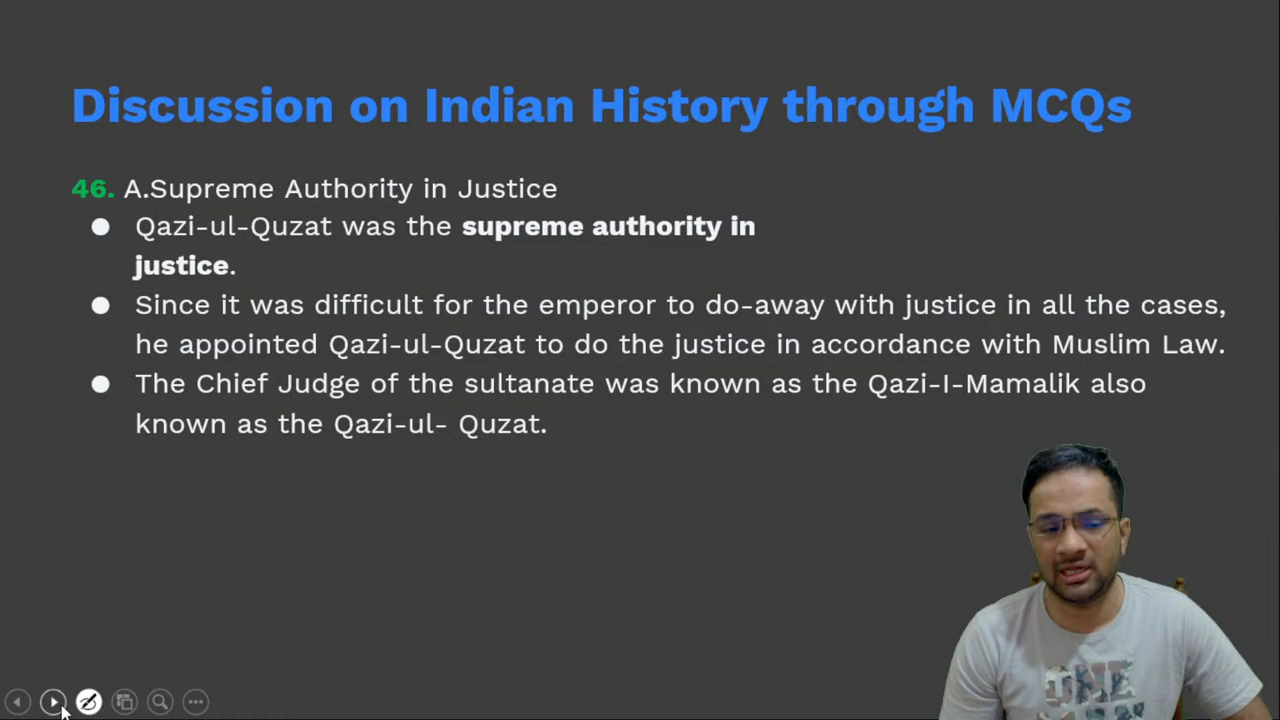 Discussion on Indian History through MCQs
46. A.Supreme Authority in Justice
● Qazi-ul-Quzat was the supreme authority in
justice.
● Since it was difficult for the emperor to do-away with justice in all the cases,
he appointed Qazi-ul-Quzat to do the justice in accordance with Muslim Law.
● The Chief Judge of the sultanate was known as the Qazi-I-Mamalik also
known as the Qazi-ul- Quzat.
ONE